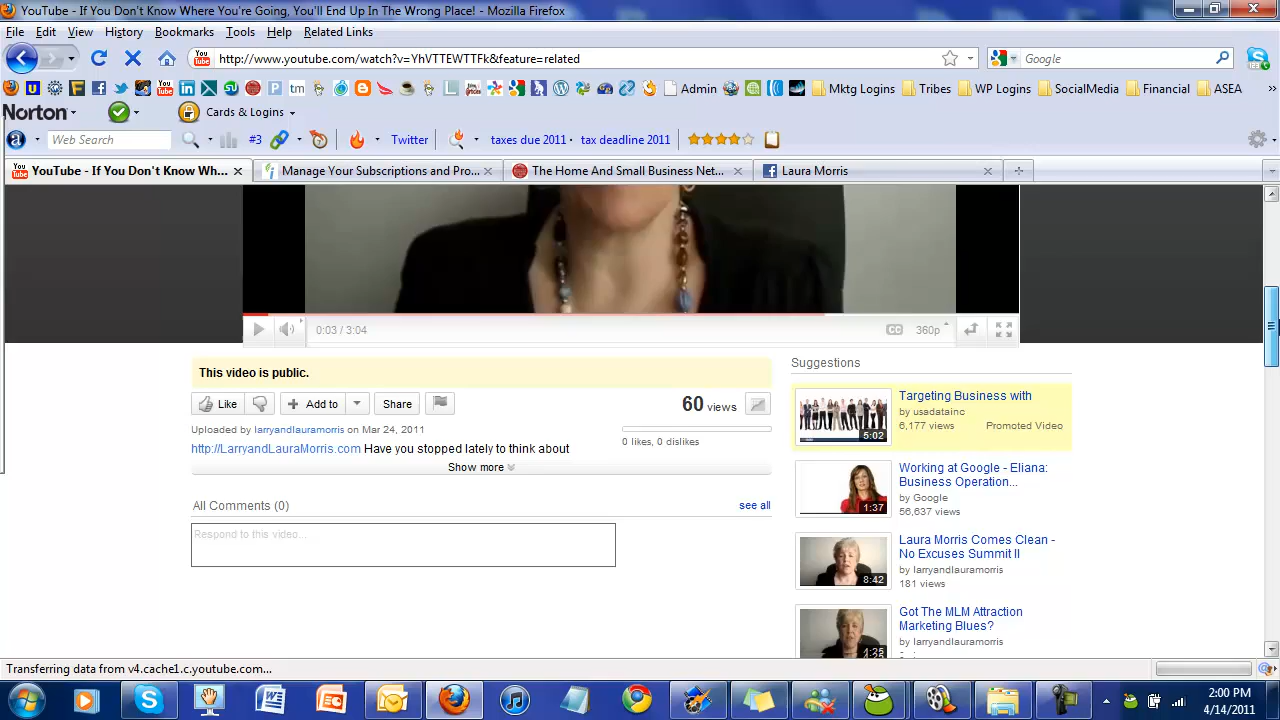 YouTube - If You Don't Know Where You're Going, You'll End Up In The Wrong Place! - Mozilla Firefox
File Edit View History Bookmarks Tools Help Related Links
http://www.youtube.com/watch?v=YhVTTEWTTFk&feature=related
Google
Admin Mktg Logins Tribes WP Logins SocialMedia Financial ASEA
Norton Cards & Logins
Web Search #3 Twitter taxes due 2011 tax deadline 2011
YouTube - If You Don't Know Wh... Manage Your Subscriptions and Pro... The Home And Small Business Net... Laura Morris
0:03 / 3:04 CC 360p
This video is public.
Like Add to Share
60 views
Uploaded by larryandlauramorris on Mar 24, 2011
0 likes, 0 dislikes
http://LarryandLauraMorris.com Have you stopped lately to think about
Show more
All Comments (0) see all
Respond to this video...
Suggestions
Targeting Business with
by usadatainc
6,177 views Promoted Video
5:02
Working at Google - Eliana:
Business Operation...
by Google
56,637 views
1:37
Laura Morris Comes Clean -
No Excuses Summit II
by larryandlauramorris
181 views
8:42
Got The MLM Attraction
Marketing Blues?
by larryandlauramorris
4:25
Transferring data from v4.cache1.c.youtube.com...
2:00 PM
4/14/2011